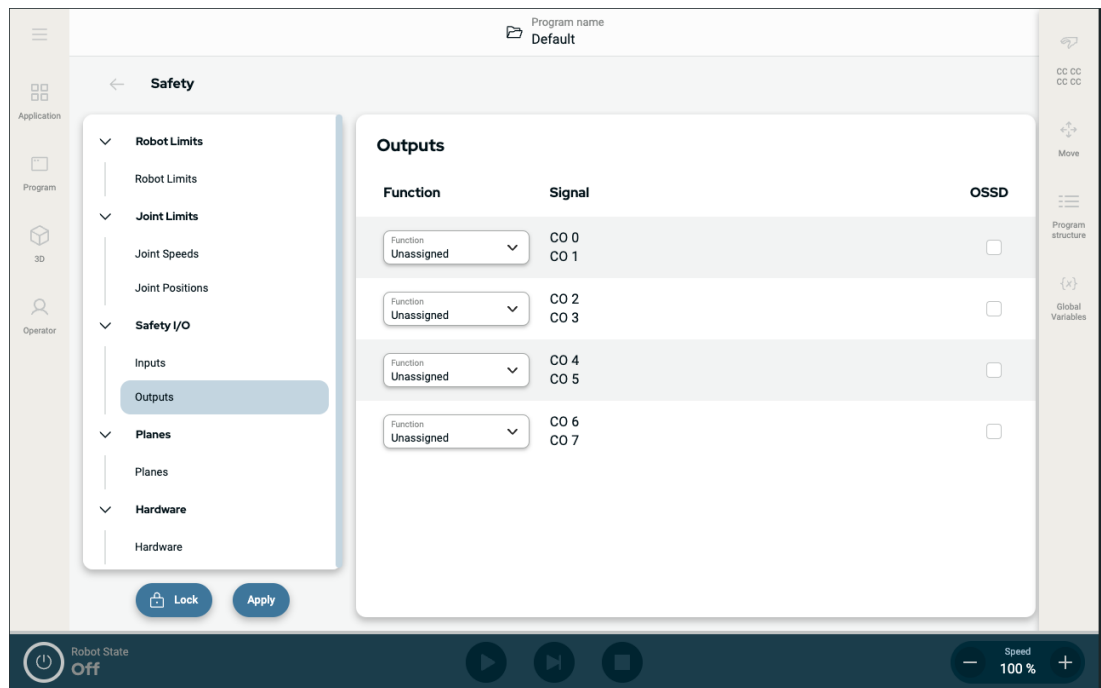 Program name
Default
Application
Program
3D
Operator
Safety
Robot Limits
Robot Limits
Joint Limits
Joint Speeds
Joint Positions
Safety I/O
Inputs
Outputs
Planes
Planes
Hardware
Hardware
Lock
Apply
Outputs
Function Signal OSSD
Function
Unassigned
CO 0
CO 1
Function
Unassigned
CO 2
CO 3
Function
Unassigned
CO 4
CO 5
Function
Unassigned
CO 6
CO 7
CC CC
CC CC
Move
Program
structure
{x}
Global
Variables
Robot State
Off
Speed
100 %